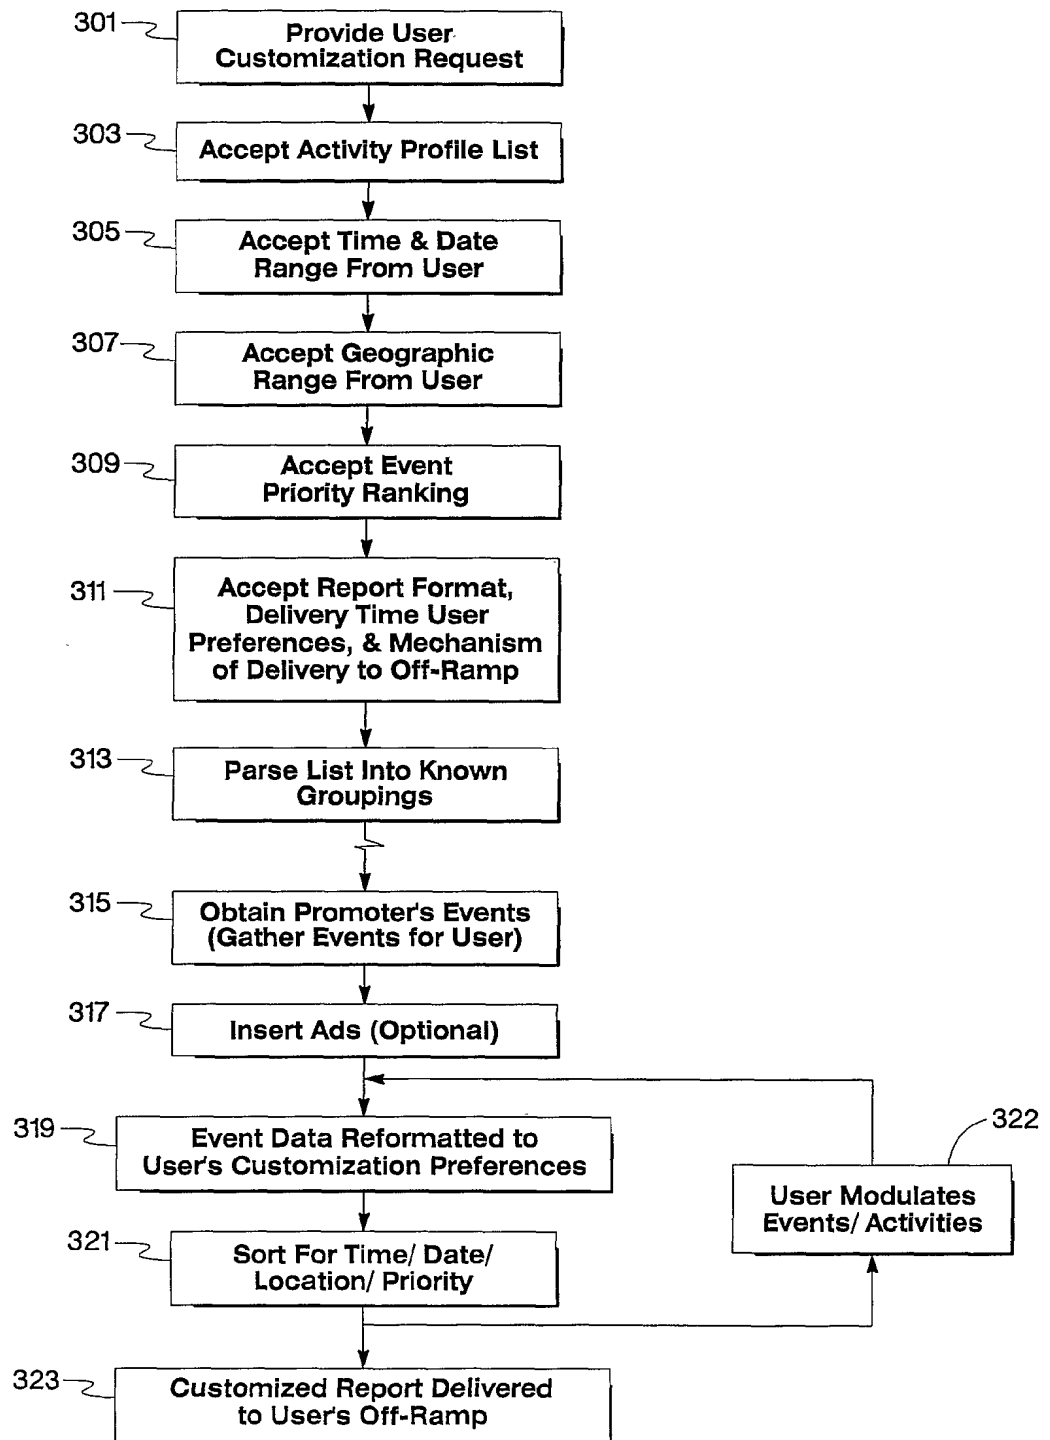 301
Provide User
Customization Request
303
Accept Activity Profile List
305
Accept Time & Date
Range From User
307
Accept Geographic
Range From User
309
Accept Event
Priority Ranking
311
Accept Report Format,
Delivery Time User
Preferences, & Mechanism
of Delivery to Off-Ramp
313
Parse List Into Known
Groupings
315
Obtain Promoter's Events
(Gather Events for User)
317
Insert Ads (Optional)
319
Event Data Reformatted to
User's Customization Preferences
322
User Modulates
Events/ Activities
321
Sort For Time/ Date/
Location/ Priority
323
Customized Report Delivered
to User's Off-Ramp